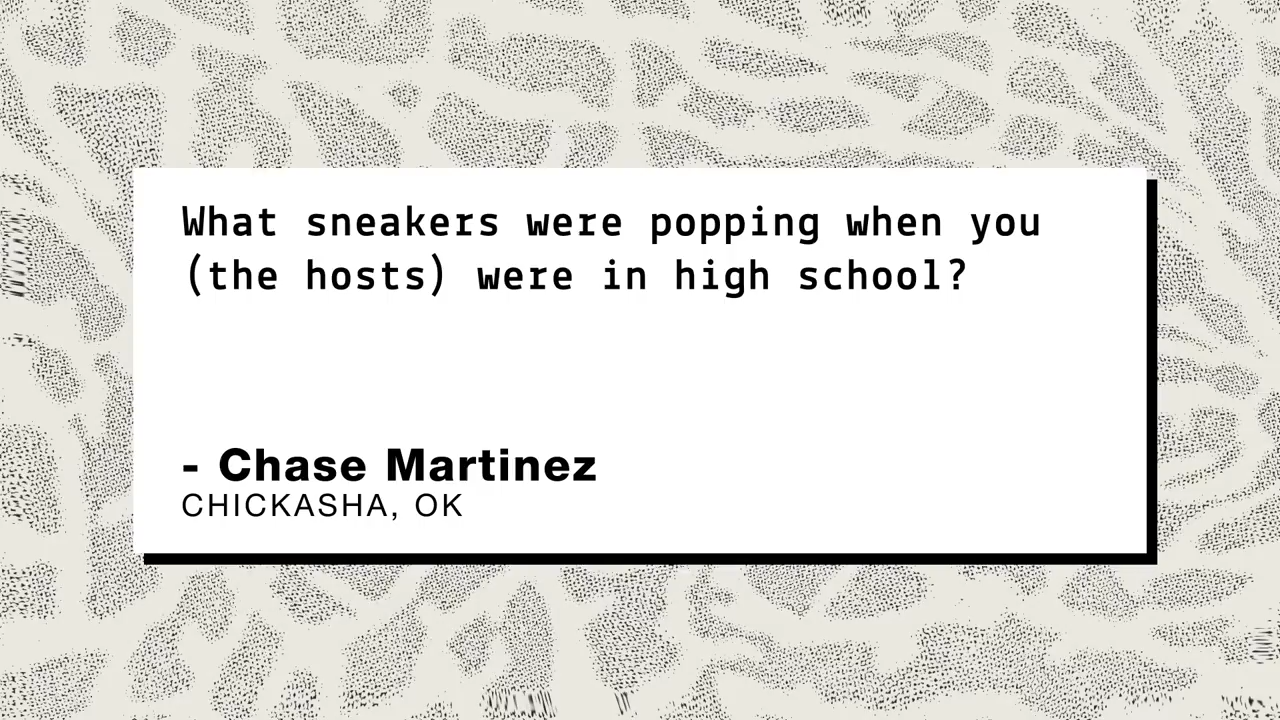 What sneakers were popping when you
(the hosts) were in high school?
- Chase Martinez
CHICKASHA, OK